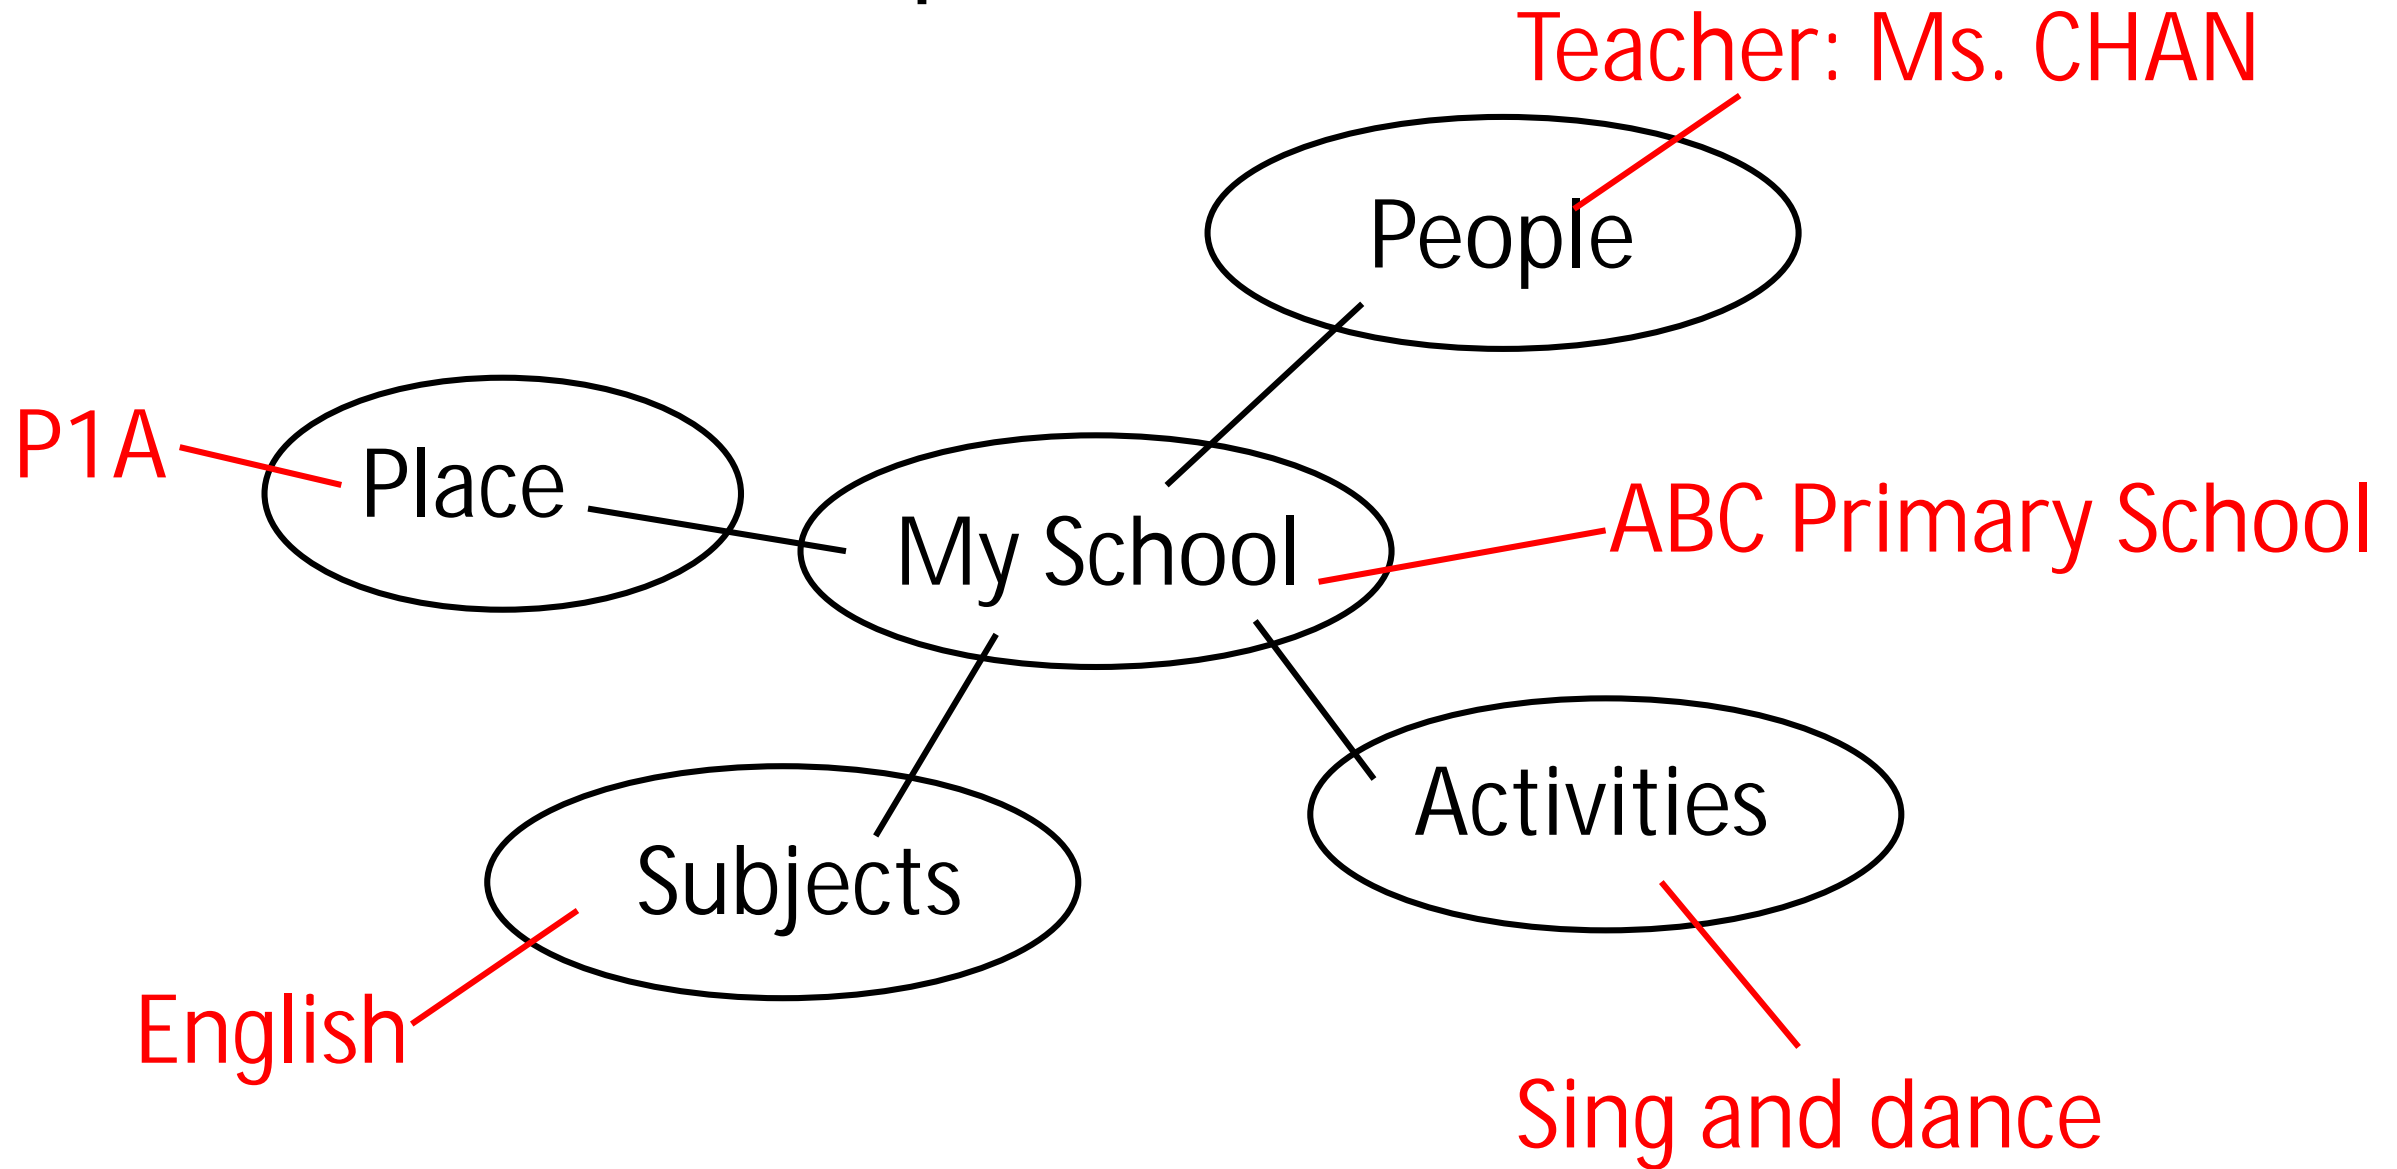 Teacher: Ms. CHAN
People
P1A
Place
My School
ABC Primary School
Activities
Subjects
English
Sing and dance